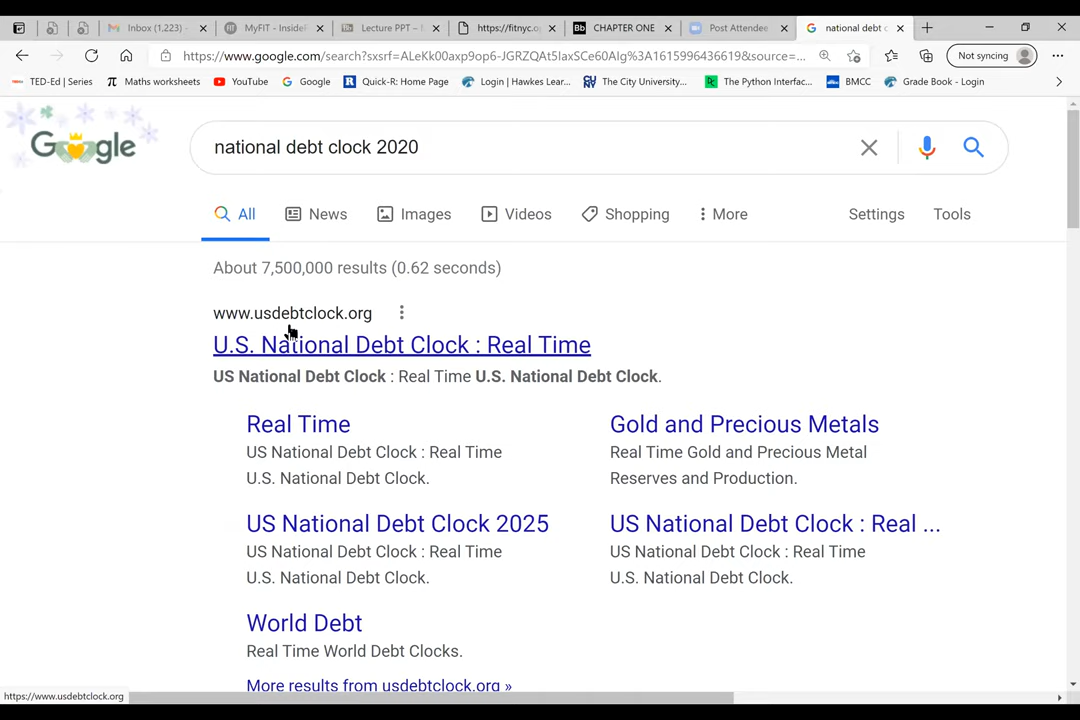 Inbox (1,223)
MyFIT - InsideF
Lecture PPT –
https://fitnyc.o
Bb CHAPTER ONE
Post Attendee
national debt c
https://www.google.com/search?sxsrf=ALeKk00axp9op6-JGRZQAt5IaxSCe60AIg%3A1615996436619&source=...
Not syncing
TED-Ed | Series
Maths worksheets
YouTube
Google
Quick-R: Home Page
Login | Hawkes Lear...
The City University...
The Python Interfac...
BMCC
Grade Book - Login
Google
national debt clock 2020
All
News
Images
Videos
Shopping
More
Settings
Tools
About 7,500,000 results (0.62 seconds)
www.usdebtclock.org
U.S. National Debt Clock : Real Time
US National Debt Clock : Real Time U.S. National Debt Clock.
Real Time
US National Debt Clock : Real Time
U.S. National Debt Clock.
Gold and Precious Metals
Real Time Gold and Precious Metal
Reserves and Production.
US National Debt Clock 2025
US National Debt Clock : Real Time
U.S. National Debt Clock.
US National Debt Clock : Real ...
US National Debt Clock : Real Time
U.S. National Debt Clock.
World Debt
Real Time World Debt Clocks.
More results from usdebtclock.org »
https://www.usdebtclock.org